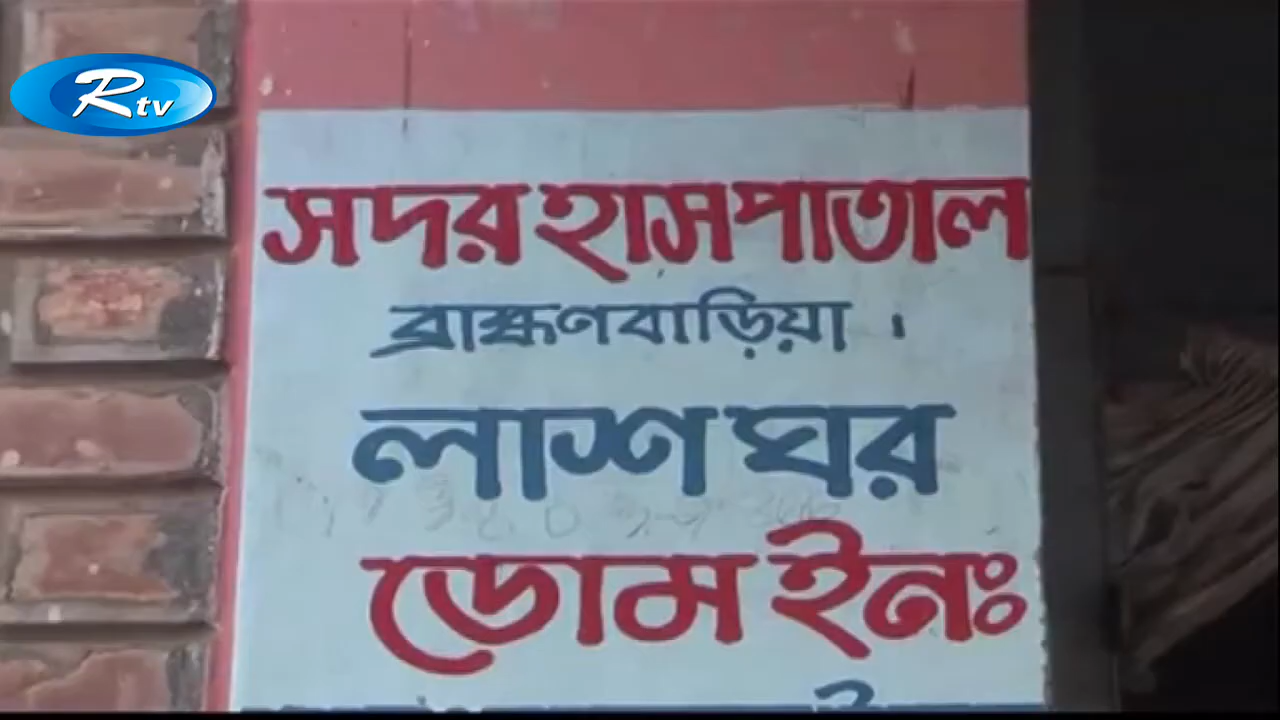 Rtv
সদর হাসপাতাল
ব্রাহ্মণবাড়িয়া ।
লাশ ঘর
ডোম ইনঃ